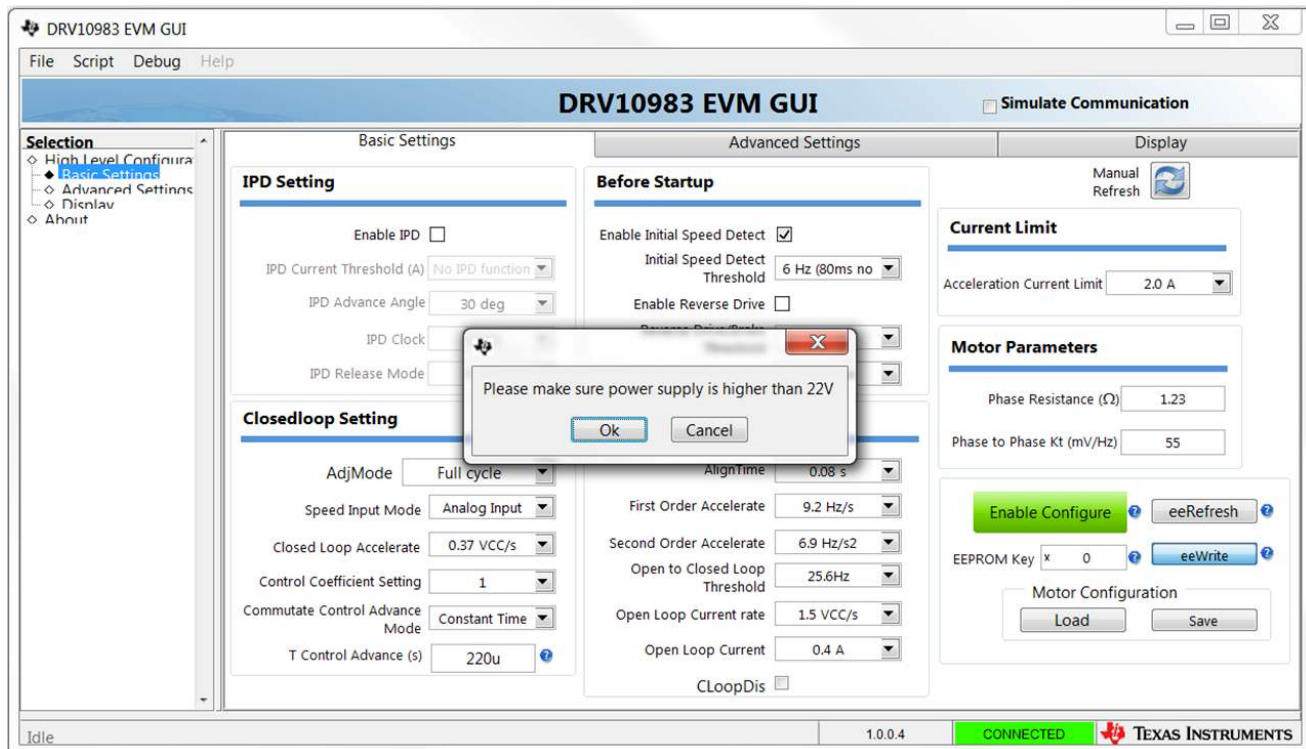 DRV10983 EVM GUI
File Script Debug Help
DRV10983 EVM GUI
Simulate Communication
Selection
High Level Configura
Basic Settings
Advanced Settings
Display
About
Basic Settings
Advanced Settings
Display
IPD Setting
Enable IPD
IPD Current Threshold (A) No IPD function
IPD Advance Angle 30 deg
IPD Clock
IPD Release Mode
Closedloop Setting
AdjMode Full cycle
Speed Input Mode Analog Input
Closed Loop Accelerate 0.37 VCC/s
Control Coefficient Setting 1
Commutate Control Advance
Mode Constant Time
T Control Advance (s) 220u
Before Startup
Enable Initial Speed Detect
Initial Speed Detect
Threshold 6 Hz (80ms no
Enable Reverse Drive
Reverse Drive/Brake
Threshold
Please make sure power supply is higher than 22V
Ok Cancel
AlignTime 0.08 s
First Order Accelerate 9.2 Hz/s
Second Order Accelerate 6.9 Hz/s2
Open to Closed Loop
Threshold 25.6Hz
Open Loop Current rate 1.5 VCC/s
Open Loop Current 0.4 A
CLoopDis
Manual
Refresh
Current Limit
Acceleration Current Limit 2.0 A
Motor Parameters
Phase Resistance (Ω) 1.23
Phase to Phase Kt (mV/Hz) 55
Enable Configure eeRefresh
EEPROM Key x 0 eeWrite
Motor Configuration
Load Save
Idle 1.0.0.4 CONNECTED TEXAS INSTRUMENTS